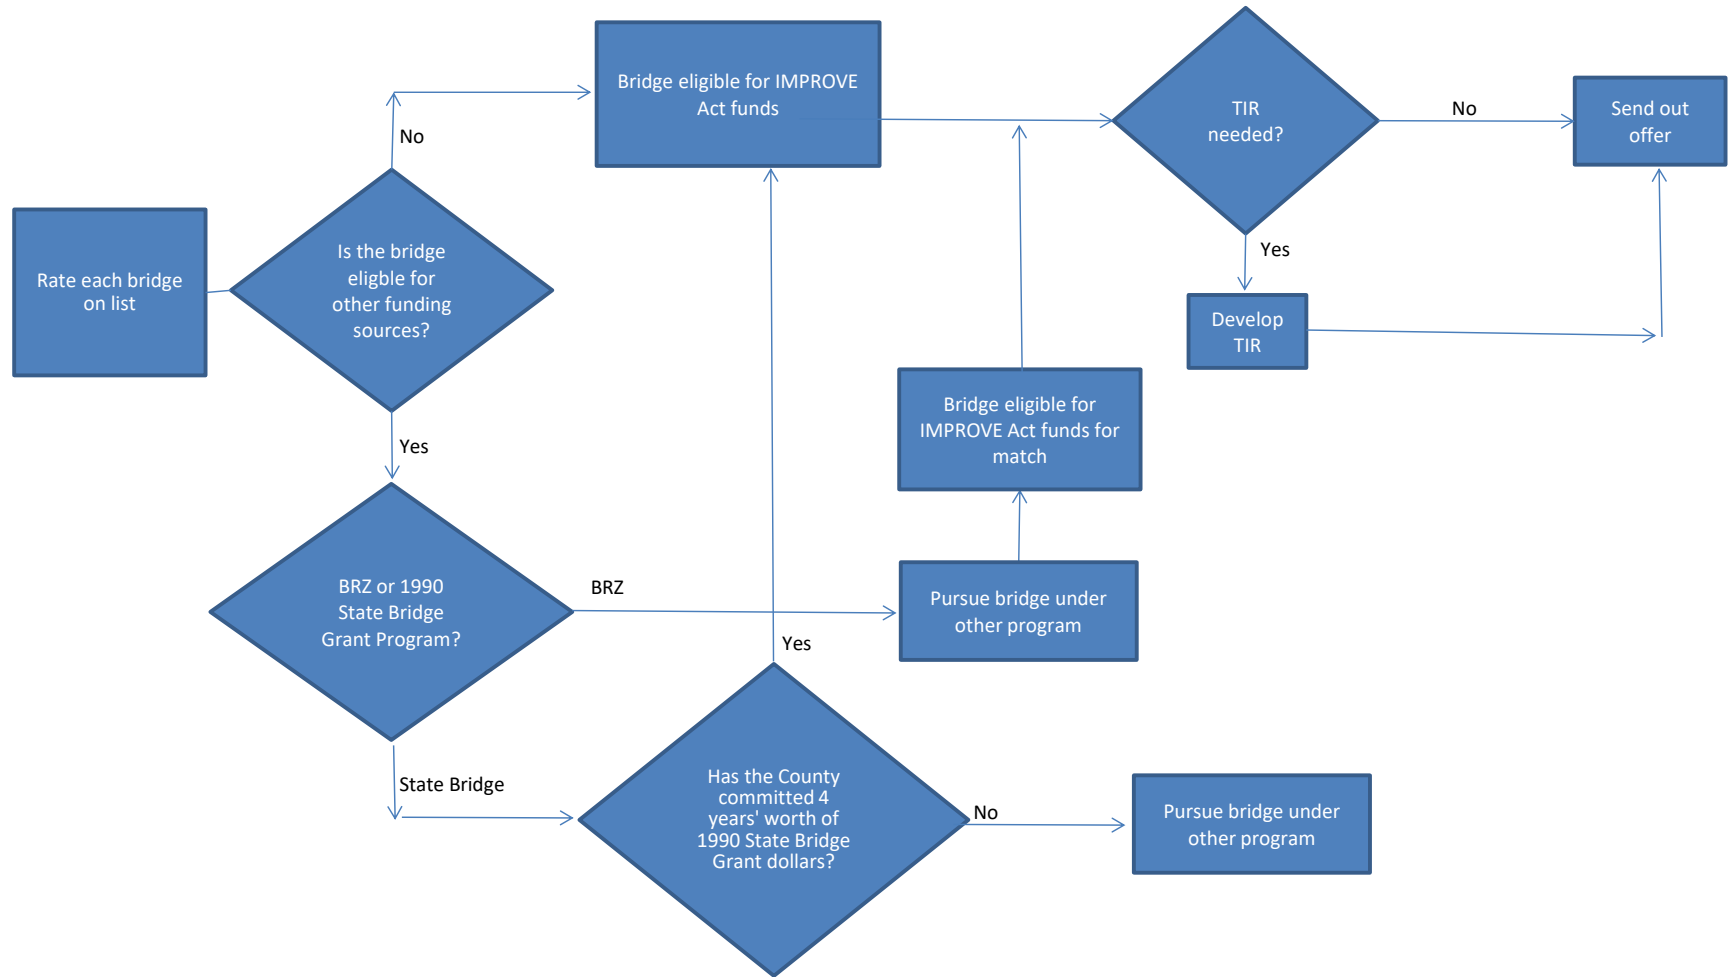 Bridge eligible for IMPROVE
Act funds
TIR
needed?
No
Send out
offer
No
Rate each bridge
on list
Is the bridge
eligble for
other funding
sources?
Yes
Develop
TIR
Bridge eligible for
IMPROVE Act funds for
match
Yes
BRZ or 1990
State Bridge
Grant Program?
BRZ
Pursue bridge under
other program
Yes
State Bridge
Has the County
committed 4
years' worth of
1990 State Bridge
Grant dollars?
No
Pursue bridge under
other program